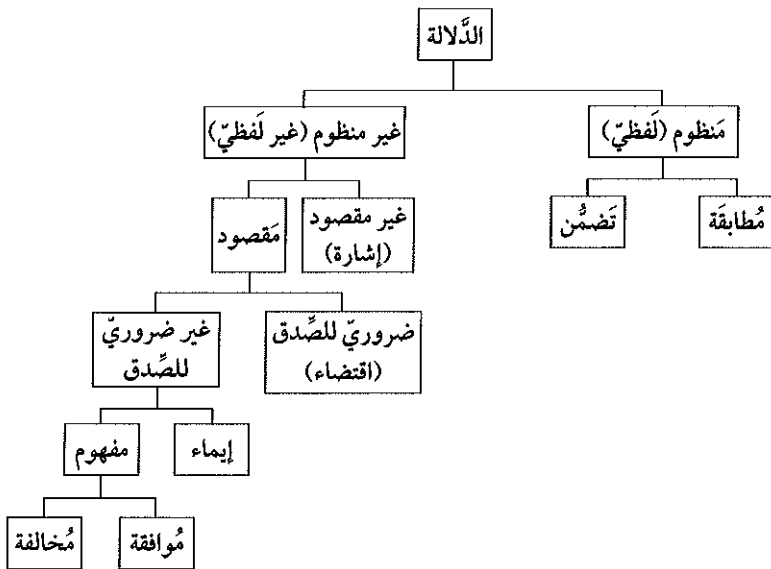 الدَّلالة
مَنظوم (لَفظيّ)
غير منظوم (غير لَفظيّ)
مُطابقَة
تَضمُّن
غير مقصود
(إشارة)
مَقصود
ضروريّ للصِّدق
(اقتضاء)
غير ضروريّ
للصِّدق
إيماء
مفهوم
مُوافقة
مُخالفة